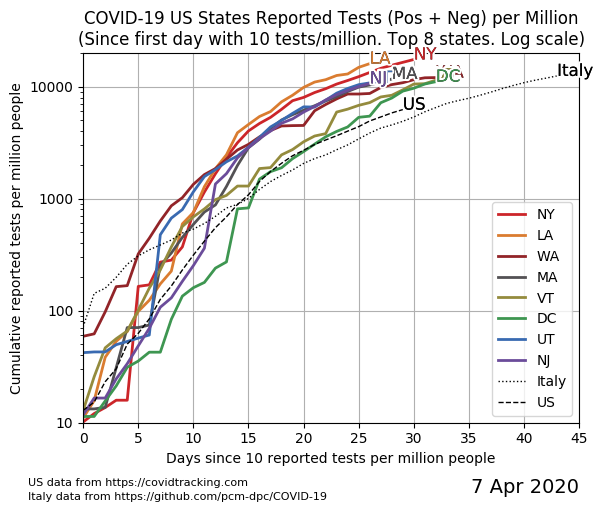 COVID-19 US States Reported Tests (Pos + Neg) per Million
(Since first day with 10 tests/million. Top 8 states. Log scale)
Cumulative reported tests per million people
10000
1000
100
10
LA
NY
NJ
MA
DC
Italy
US
NY
LA
WA
MA
VT
DC
UT
NJ
Italy
US
0 5 10 15 20 25 30 35 40 45
Days since 10 reported tests per million people
US data from https://covidtracking.com
Italy data from https://github.com/pcm-dpc/COVID-19
7 Apr 2020